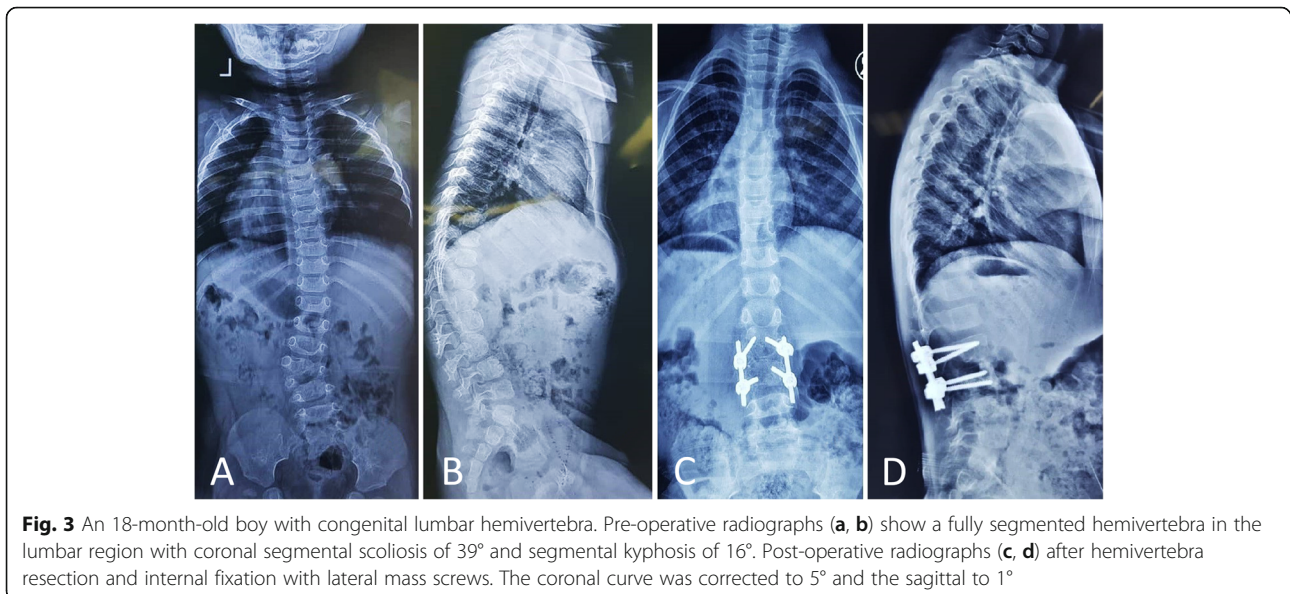 A
B
C
D
Fig. 3 An 18-month-old boy with congenital lumbar hemivertebra. Pre-operative radiographs (a, b) show a fully segmented hemivertebra in the
lumbar region with coronal segmental scoliosis of 39° and segmental kyphosis of 16°. Post-operative radiographs (c, d) after hemivertebra
resection and internal fixation with lateral mass screws. The coronal curve was corrected to 5° and the sagittal to 1°